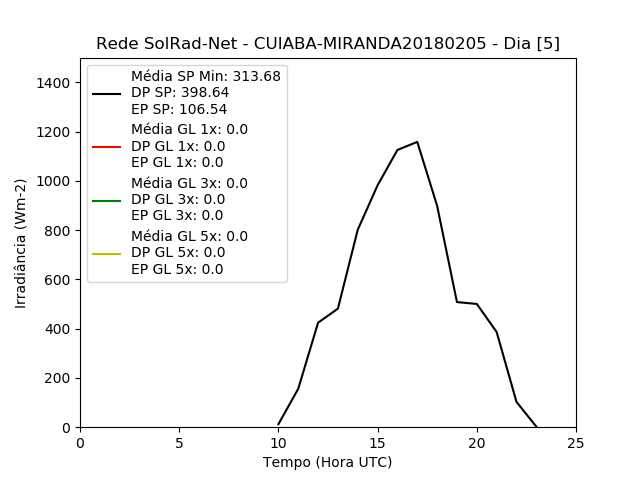 Rede SolRad-Net - CUIABA-MIRANDA20180205 - Dia [5]
Média SP Min: 313.68
DP SP: 398.64
EP SP: 106.54
Média GL 1x: 0.0
DP GL 1x: 0.0
EP GL 1x: 0.0
Média GL 3x: 0.0
DP GL 3x: 0.0
EP GL 3x: 0.0
Média GL 5x: 0.0
DP GL 5x: 0.0
EP GL 5x: 0.0
Irradiância (Wm-2)
1400
1200
1000
800
600
400
200
0
0 5 10 15 20 25
Tempo (Hora UTC)